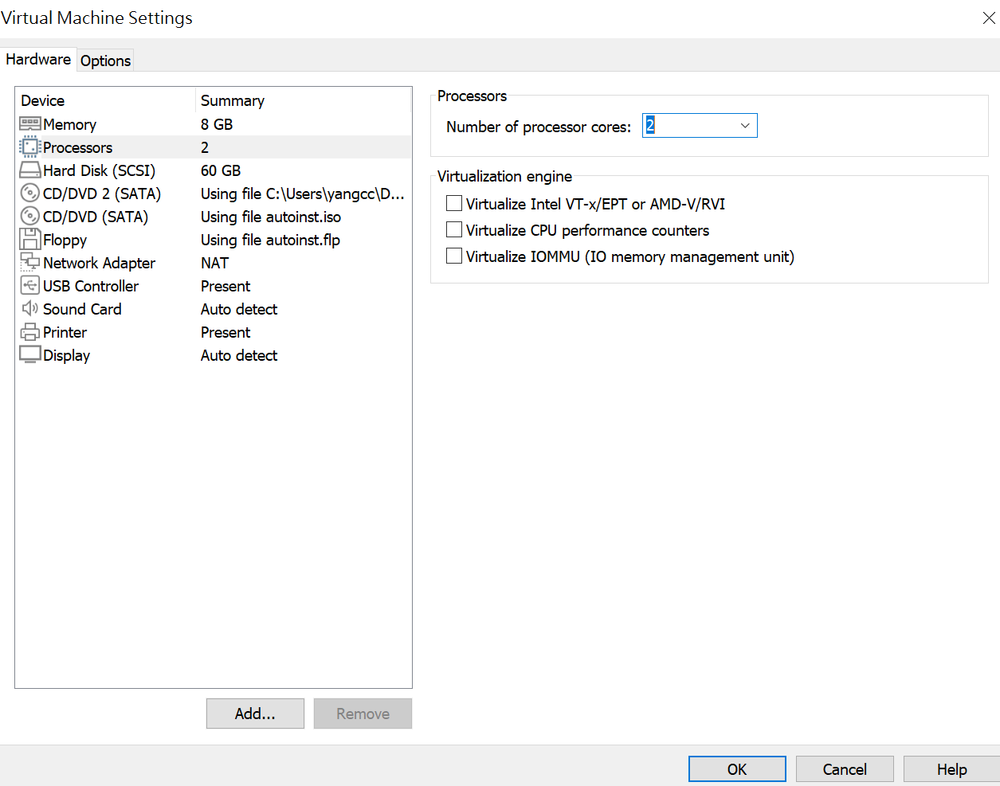 Virtual Machine Settings
Hardware Options
Device Summary
Memory 8 GB
Processors 2
Hard Disk (SCSI) 60 GB
CD/DVD 2 (SATA) Using file C:\Users\yangcc\D...
CD/DVD (SATA) Using file autoinst.iso
Floppy Using file autoinst.flp
Network Adapter NAT
USB Controller Present
Sound Card Auto detect
Printer Present
Display Auto detect
Add... Remove
Processors
Number of processor cores: 2
Virtualization engine
Virtualize Intel VT-x/EPT or AMD-V/RVI
Virtualize CPU performance counters
Virtualize IOMMU (IO memory management unit)
OK Cancel Help